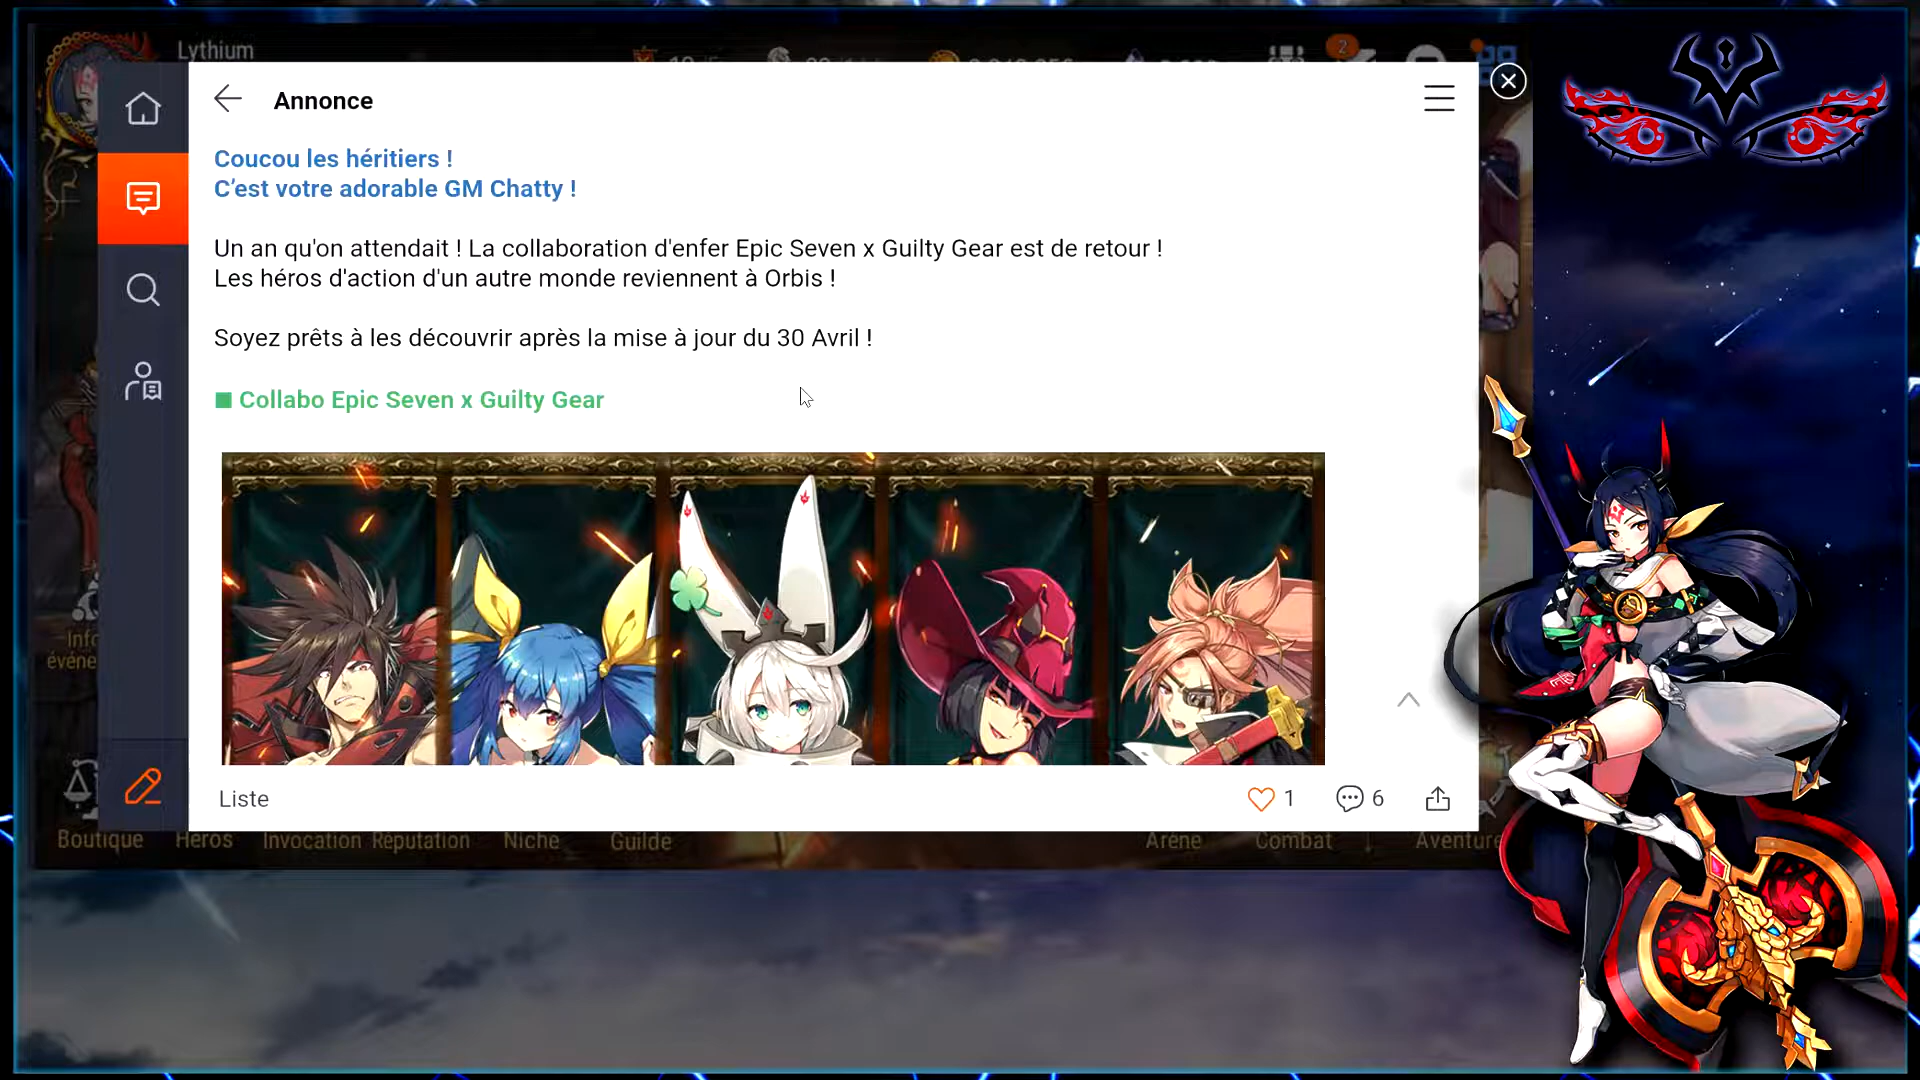 Lythium
2
Annonce
Coucou les héritiers !
C’est votre adorable GM Chatty !
Un an qu'on attendait ! La collaboration d'enfer Epic Seven x Guilty Gear est de retour !
Les héros d'action d'un autre monde reviennent à Orbis !
Soyez prêts à les découvrir après la mise à jour du 30 Avril !
■ Collabo Epic Seven x Guilty Gear
Info
événe
Liste
1
6
Boutique Héros Invocation Réputation Niche Guilde Arène Combat Aventure